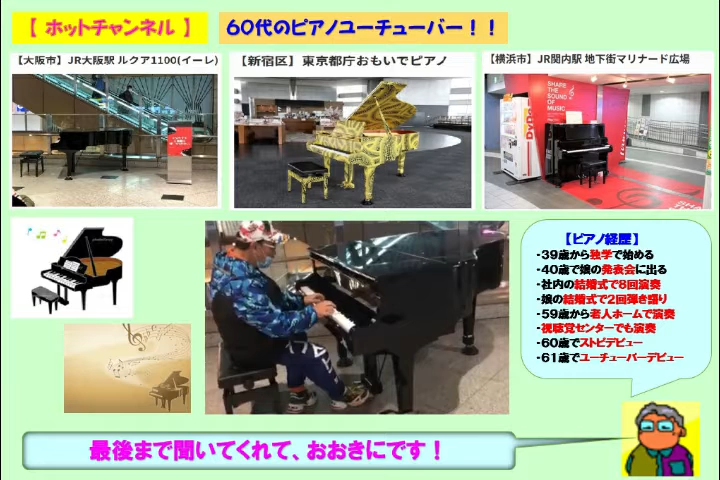 【 ホットチャンネル 】
60代のピアノユーチューバー！！
【大阪市】JR大阪駅 ルクア1100(イーレ)
【新宿区】東京都庁おもいでピアノ
【横浜市】JR関内駅 地下街マリナード広場
SHARE
THE
SOUND
OF
MUSIC
【ピアノ経歴】
・39歳から独学で始める
・40歳で娘の発表会に出る
・社内の結婚式で8回演奏
・娘の結婚式で2回弾き語り
・59歳から老人ホームで演奏
・視聴覚センターでも演奏
・60歳でストピデビュー
・61歳でユーチューバーデビュー
最後まで聞いてくれて、おおきにです！